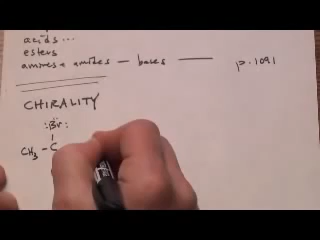 acids...
esters
amines & amides — bases —— p. 1091
CHIRALITY
:Br:
CH₃ - C